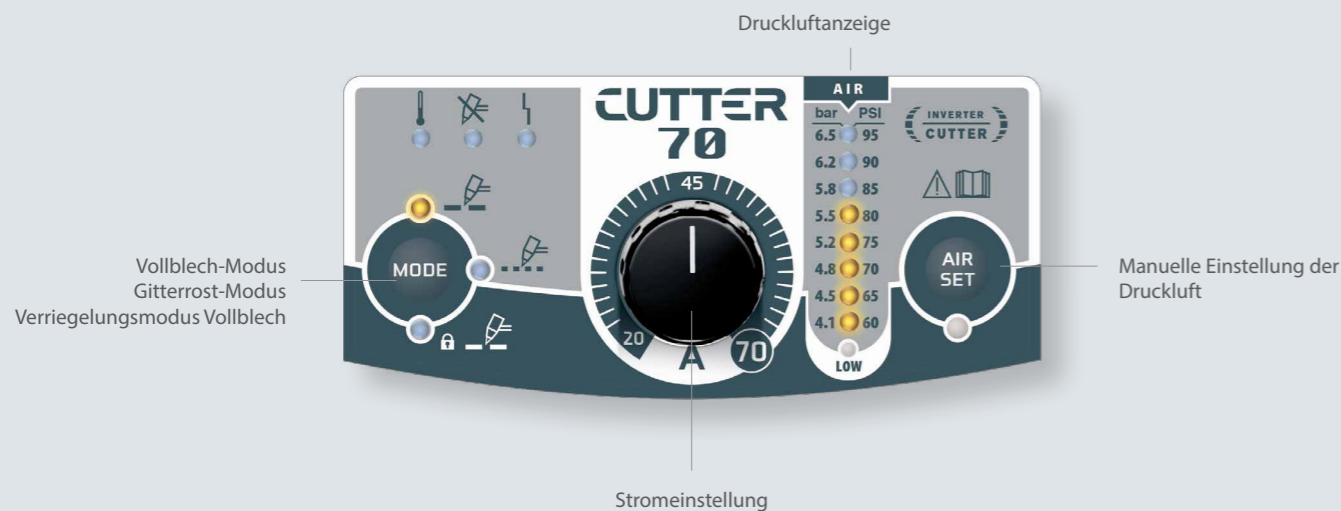 Druckluftanzeige
AIR
bar PSI
6.5 95
6.2 90
5.8 85
5.5 80
5.2 75
4.8 70
4.5 65
4.1 60
LOW
CUTTER
70
45
20
A
70
INVERTER
CUTTER
MODE
AIR
SET
Vollblech-Modus
Gitterrost-Modus
Verriegelungsmodus Vollblech
Manuelle Einstellung der
Druckluft
Stromeinstellung